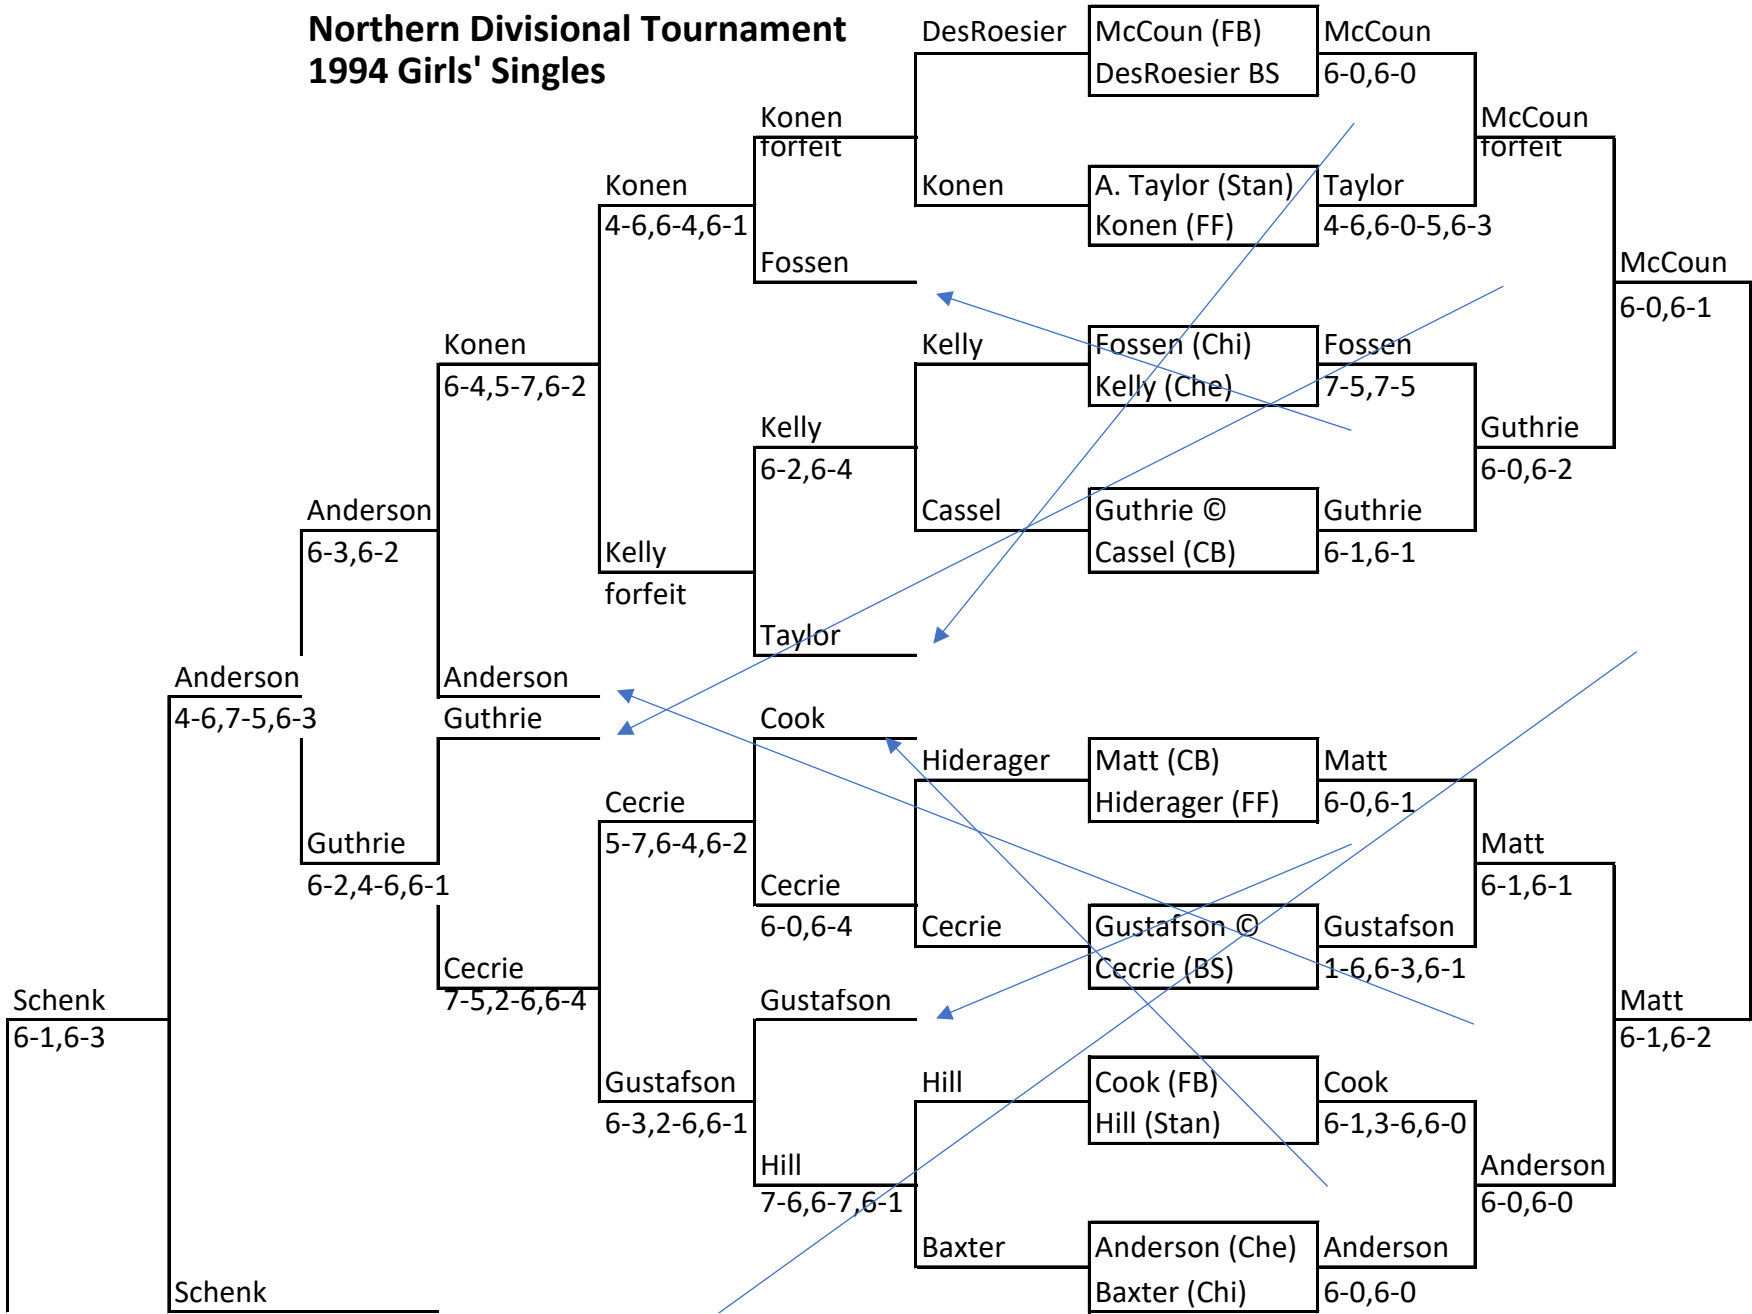 Northern Divisional Tournament
1994 Girls' Singles
DesRoesier
McCoun (FB)
DesRoesier BS
McCoun
6-0,6-0
Konen
forfeit
McCoun
forfeit
Konen
4-6,6-4,6-1
Konen
A. Taylor (Stan)
Konen (FF)
Taylor
4-6,6-0-5,6-3
Fossen
McCoun
6-0,6-1
Konen
6-4,5-7,6-2
Kelly
Fossen (Chi)
Kelly (Che)
Fossen
7-5,7-5
Kelly
6-2,6-4
Guthrie
6-0,6-2
Anderson
6-3,6-2
Cassel
Guthrie ©
Cassel (CB)
Guthrie
6-1,6-1
Kelly
forfeit
Taylor
Anderson
4-6,7-5,6-3
Anderson
Guthrie
Cook
Hiderager
Matt (CB)
Hiderager (FF)
Matt
6-0,6-1
Cecrie
5-7,6-4,6-2
Guthrie
6-2,4-6,6-1
Matt
6-1,6-1
Cecrie
6-0,6-4
Cecrie
Gustafson ©
Cecrie (BS)
Gustafson
1-6,6-3,6-1
Cecrie
7-5,2-6,6-4
Schenk
6-1,6-3
Gustafson
Matt
6-1,6-2
Gustafson
6-3,2-6,6-1
Hill
Cook (FB)
Hill (Stan)
Cook
6-1,3-6,6-0
Hill
7-6,6-7,6-1
Anderson
6-0,6-0
Baxter
Anderson (Che)
Baxter (Chi)
Anderson
6-0,6-0
Schenk